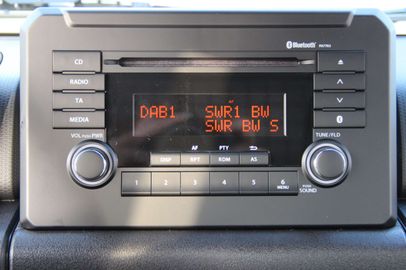 Bluetooth
CD
RADIO
TA
MEDIA
VOL PUSH PWR
DAB1 SWR1 BW
SWR BW S
AF PTY
DISP RPT RDM AS
1 2 3 4 5 6
MENU
TUNE/FLD
PUSH
SOUND